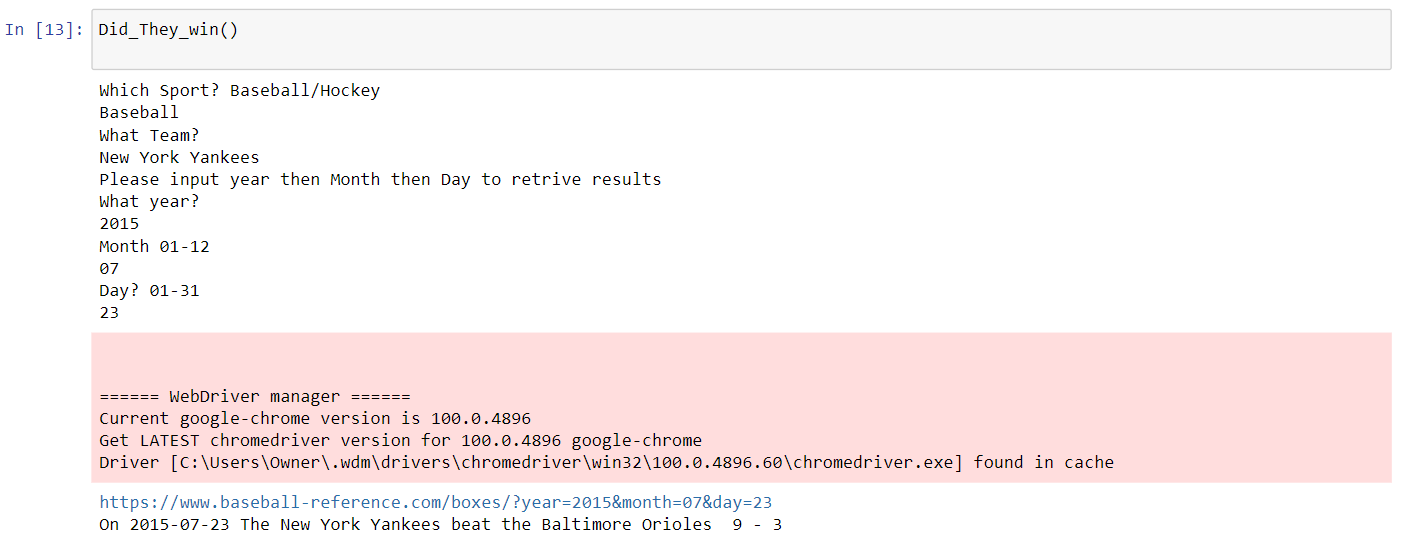 In [13]: Did_They_win()
Which Sport? Baseball/Hockey
Baseball
What Team?
New York Yankees
Please input year then Month then Day to retrive results
What year?
2015
Month 01-12
07
Day? 01-31
23
====== WebDriver manager ======
Current google-chrome version is 100.0.4896
Get LATEST chromedriver version for 100.0.4896 google-chrome
Driver [C:\Users\Owner\.wdm\drivers\chromedriver\win32\100.0.4896.60\chromedriver.exe] found in cache
https://www.baseball-reference.com/boxes/?year=2015&month=07&day=23
On 2015-07-23 The New York Yankees beat the Baltimore Orioles  9 - 3